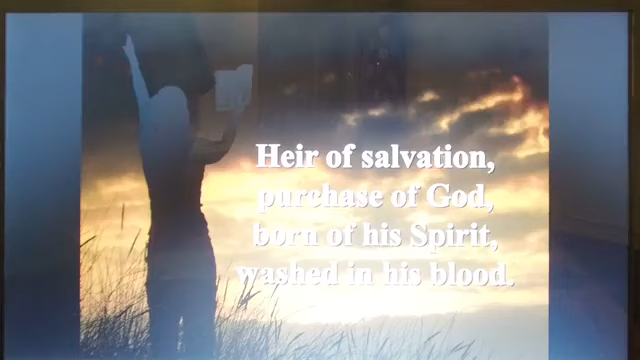 Heir of salvation,
purchase of God,
born of his Spirit,
washed in his blood.